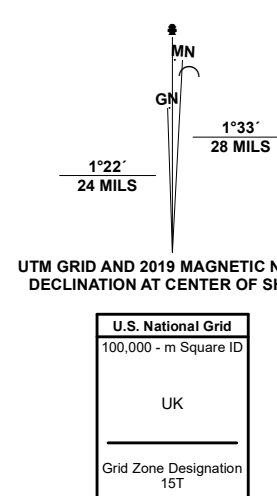 MN
GN
1°33´
28 MILS
1°22´
24 MILS
UTM GRID AND 2019 MAGNETIC N
DECLINATION AT CENTER OF SH
U.S. National Grid
100,000 - m Square ID
UK
Grid Zone Designation
15T